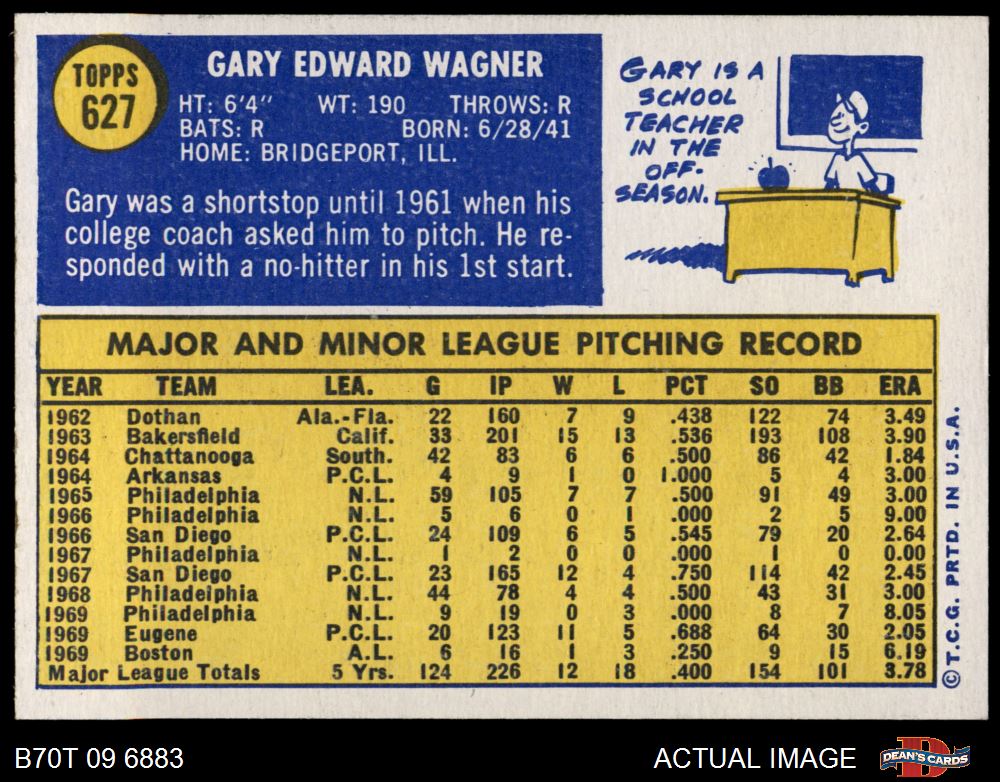 TOPPS
627
GARY EDWARD WAGNER
HT: 6'4" WT: 190 THROWS: R
BATS: R BORN: 6/28/41
HOME: BRIDGEPORT, ILL.
Gary was a shortstop until 1961 when his
college coach asked him to pitch. He re-
sponded with a no-hitter in his 1st start.
GARY IS A
SCHOOL
TEACHER
IN THE
OFF-
SEASON.
MAJOR AND MINOR LEAGUE PITCHING RECORD
YEAR TEAM LEA. G IP W L PCT SO BB ERA
1962 Dothan Ala.-Fla. 22 160 7 9 .438 122 74 3.49
1963 Bakersfield Calif. 33 201 15 13 .536 193 108 3.90
1964 Chattanooga South. 42 83 6 6 .500 86 42 1.84
1964 Arkansas P.C.L. 4 9 1 0 1.000 5 4 3.00
1965 Philadelphia N.L. 59 105 7 7 .500 91 49 3.00
1966 Philadelphia N.L. 5 6 0 1 .000 2 5 9.00
1966 San Diego P.C.L. 24 109 6 5 .545 79 20 2.64
1967 Philadelphia N.L. 1 2 0 0 .000 1 0 0.00
1967 San Diego P.C.L. 23 165 12 4 .750 114 42 2.45
1968 Philadelphia N.L. 44 78 4 4 .500 43 31 3.00
1969 Philadelphia N.L. 9 19 0 3 .000 8 7 8.05
1969 Eugene P.C.L. 20 123 11 5 .688 64 30 2.05
1969 Boston A.L. 6 16 1 3 .250 9 15 6.19
Major League Totals 5 Yrs. 124 226 12 18 .400 154 101 3.78
© T.C.G. PRTD. IN U.S.A.
B70T 09 6883 ACTUAL IMAGE DEAN'S CARDS